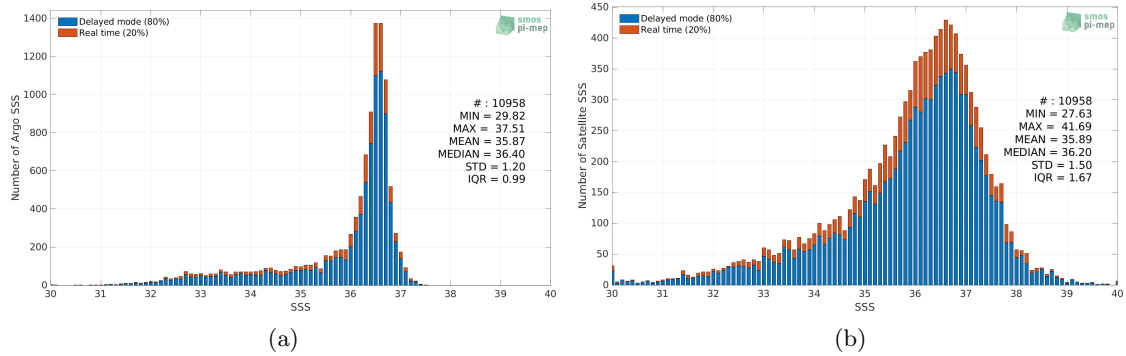 Delayed mode (80%)
Real time (20%)
smos
pi-mep
# : 10958
MIN = 29.82
MAX = 37.51
MEAN = 35.87
MEDIAN = 36.40
STD = 1.20
IQR = 0.99
Number of Argo SSS
1400
1200
1000
800
600
400
200
0
30 31 32 33 34 35 36 37 38 39 40
SSS
(a)
Delayed mode (80%)
Real time (20%)
smos
pi-mep
# : 10958
MIN = 27.63
MAX = 41.69
MEAN = 35.89
MEDIAN = 36.20
STD = 1.50
IQR = 1.67
Number of Satellite SSS
450
400
350
300
250
200
150
100
50
0
30 31 32 33 34 35 36 37 38 39 40
SSS
(b)